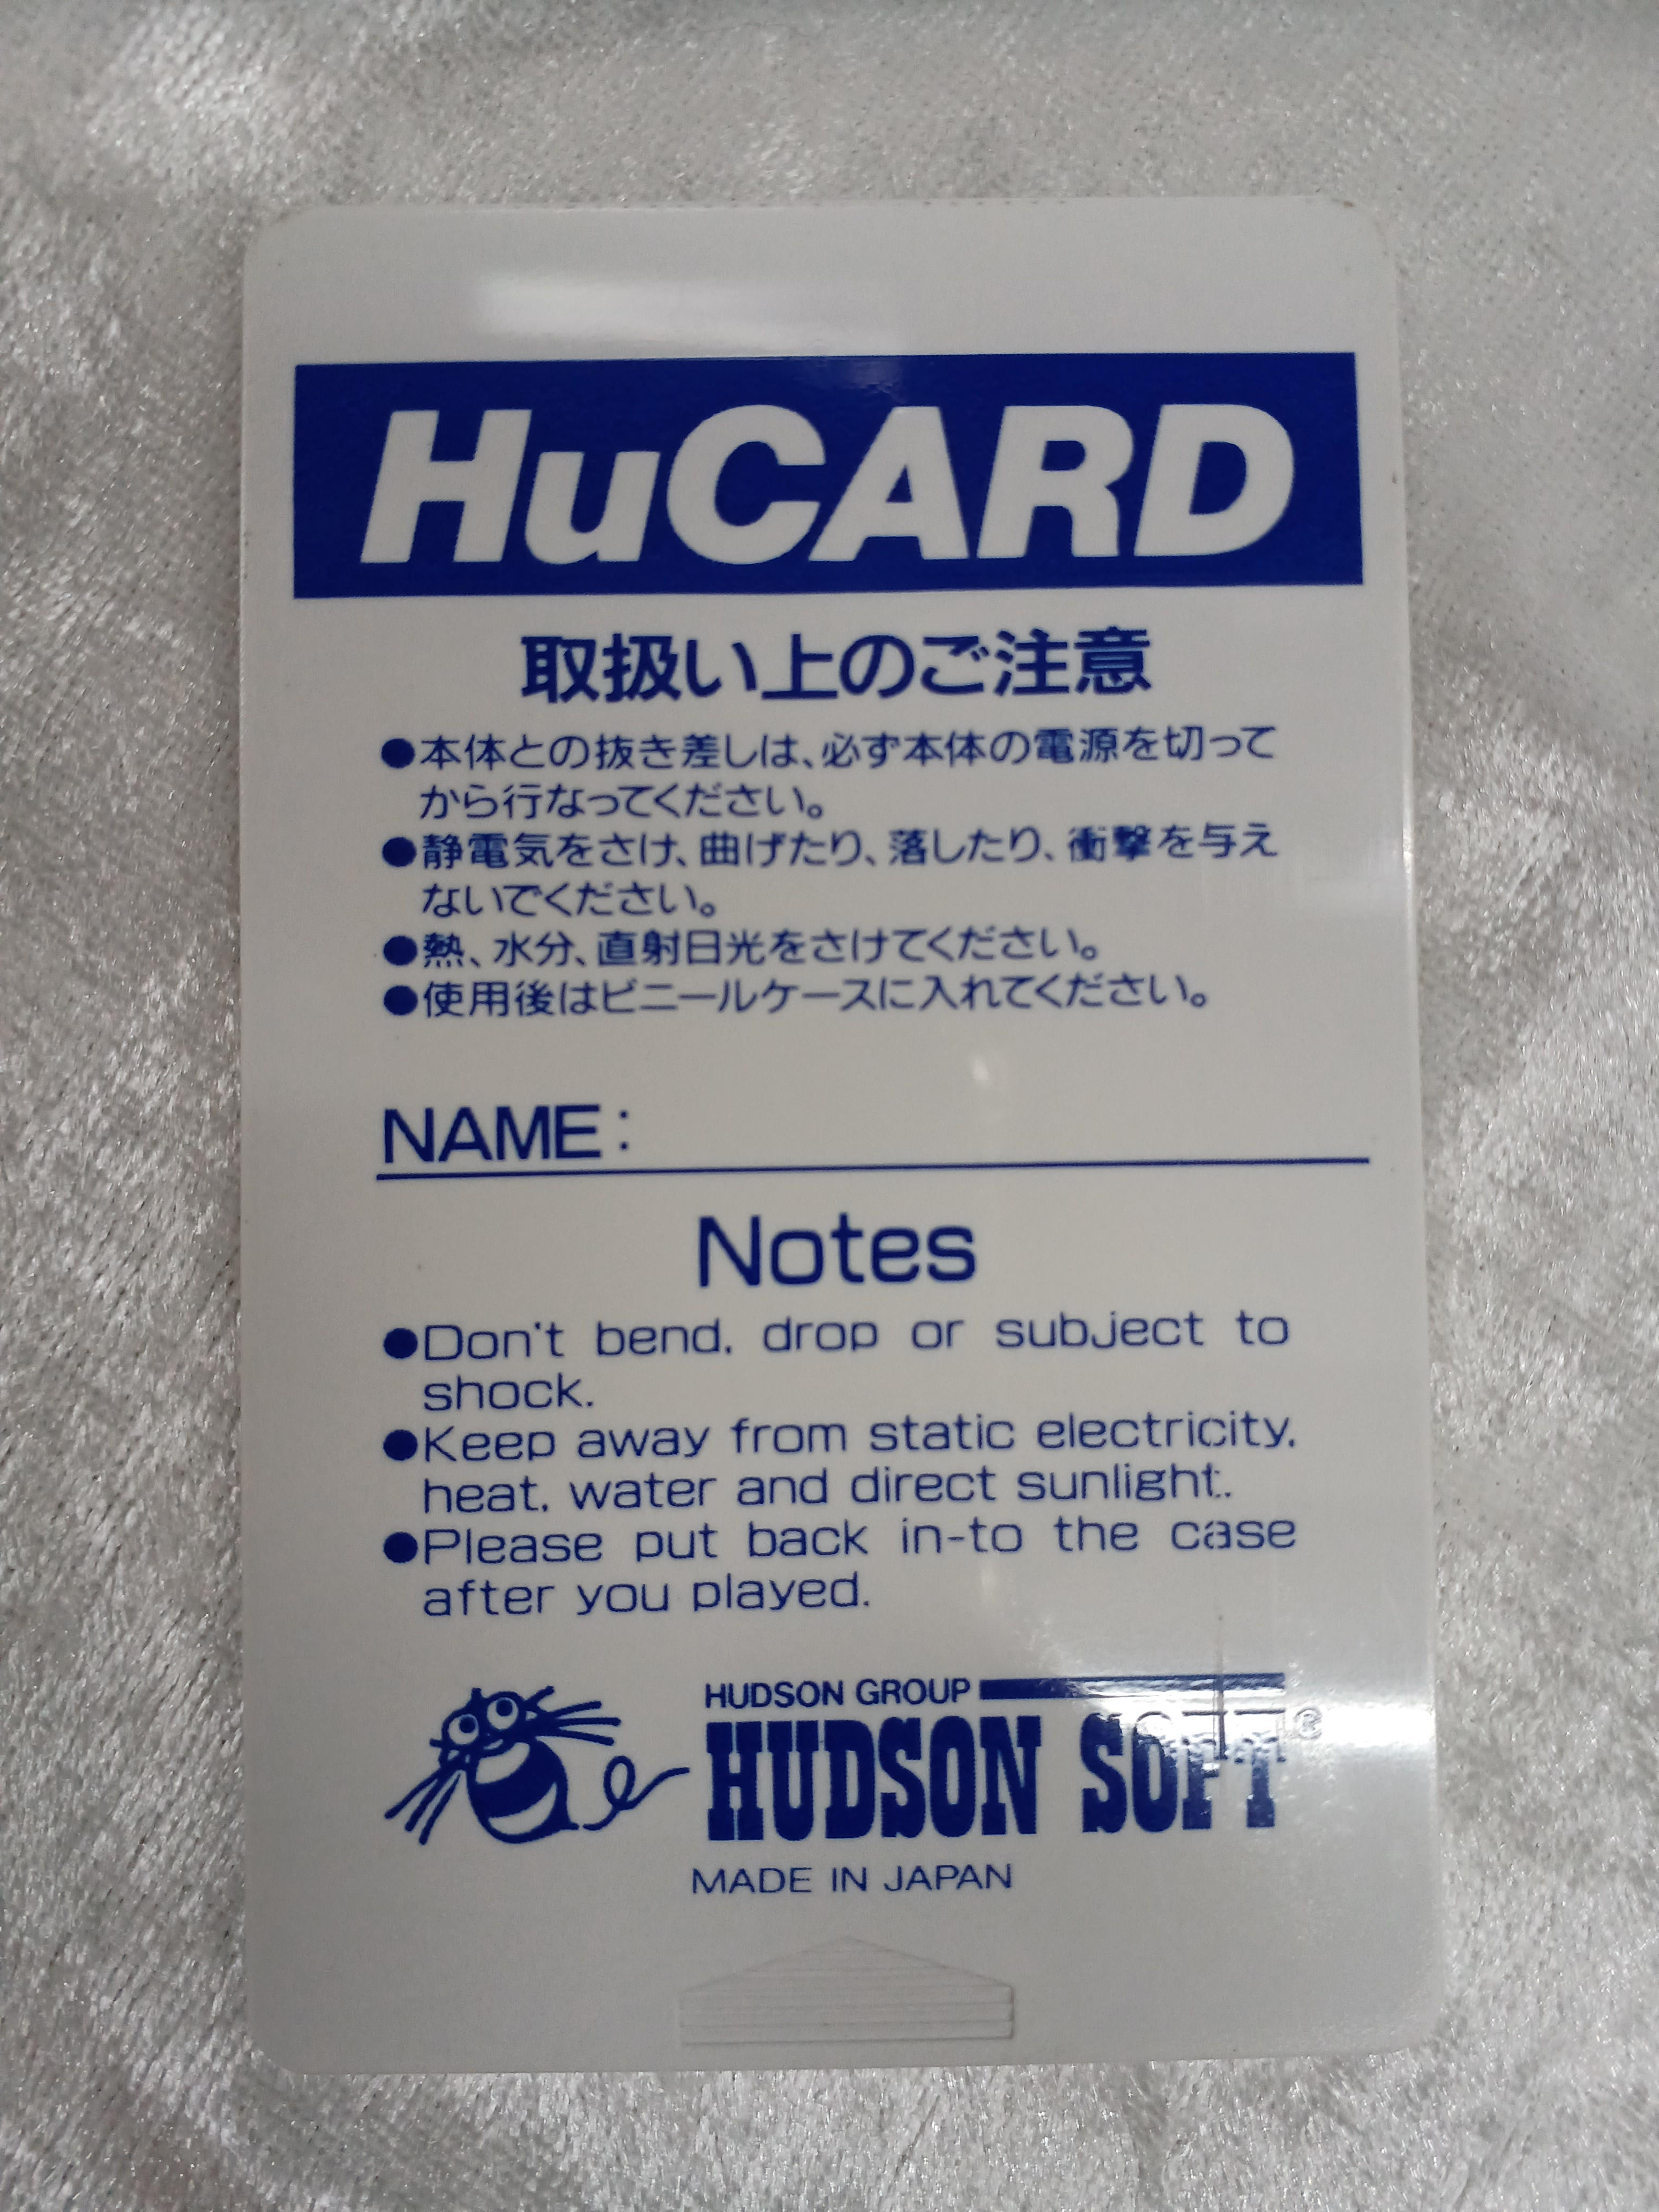 HuCARD
取扱い上のご注意
●本体との抜き差しは、必ず本体の電源を切って
から行なってください。
●静電気をさけ、曲げたり、落したり、衝撃を与え
ないでください。
●熱、水分、直射日光をさけてください。
●使用後はビニールケースに入れてください。
NAME:
Notes
●Don't bend, drop or subject to
shock.
●Keep away from static electricity,
heat, water and direct sunlight.
●Please put back in-to the case
after you played.
HUDSON GROUP
HUDSON SOFT®
MADE IN JAPAN